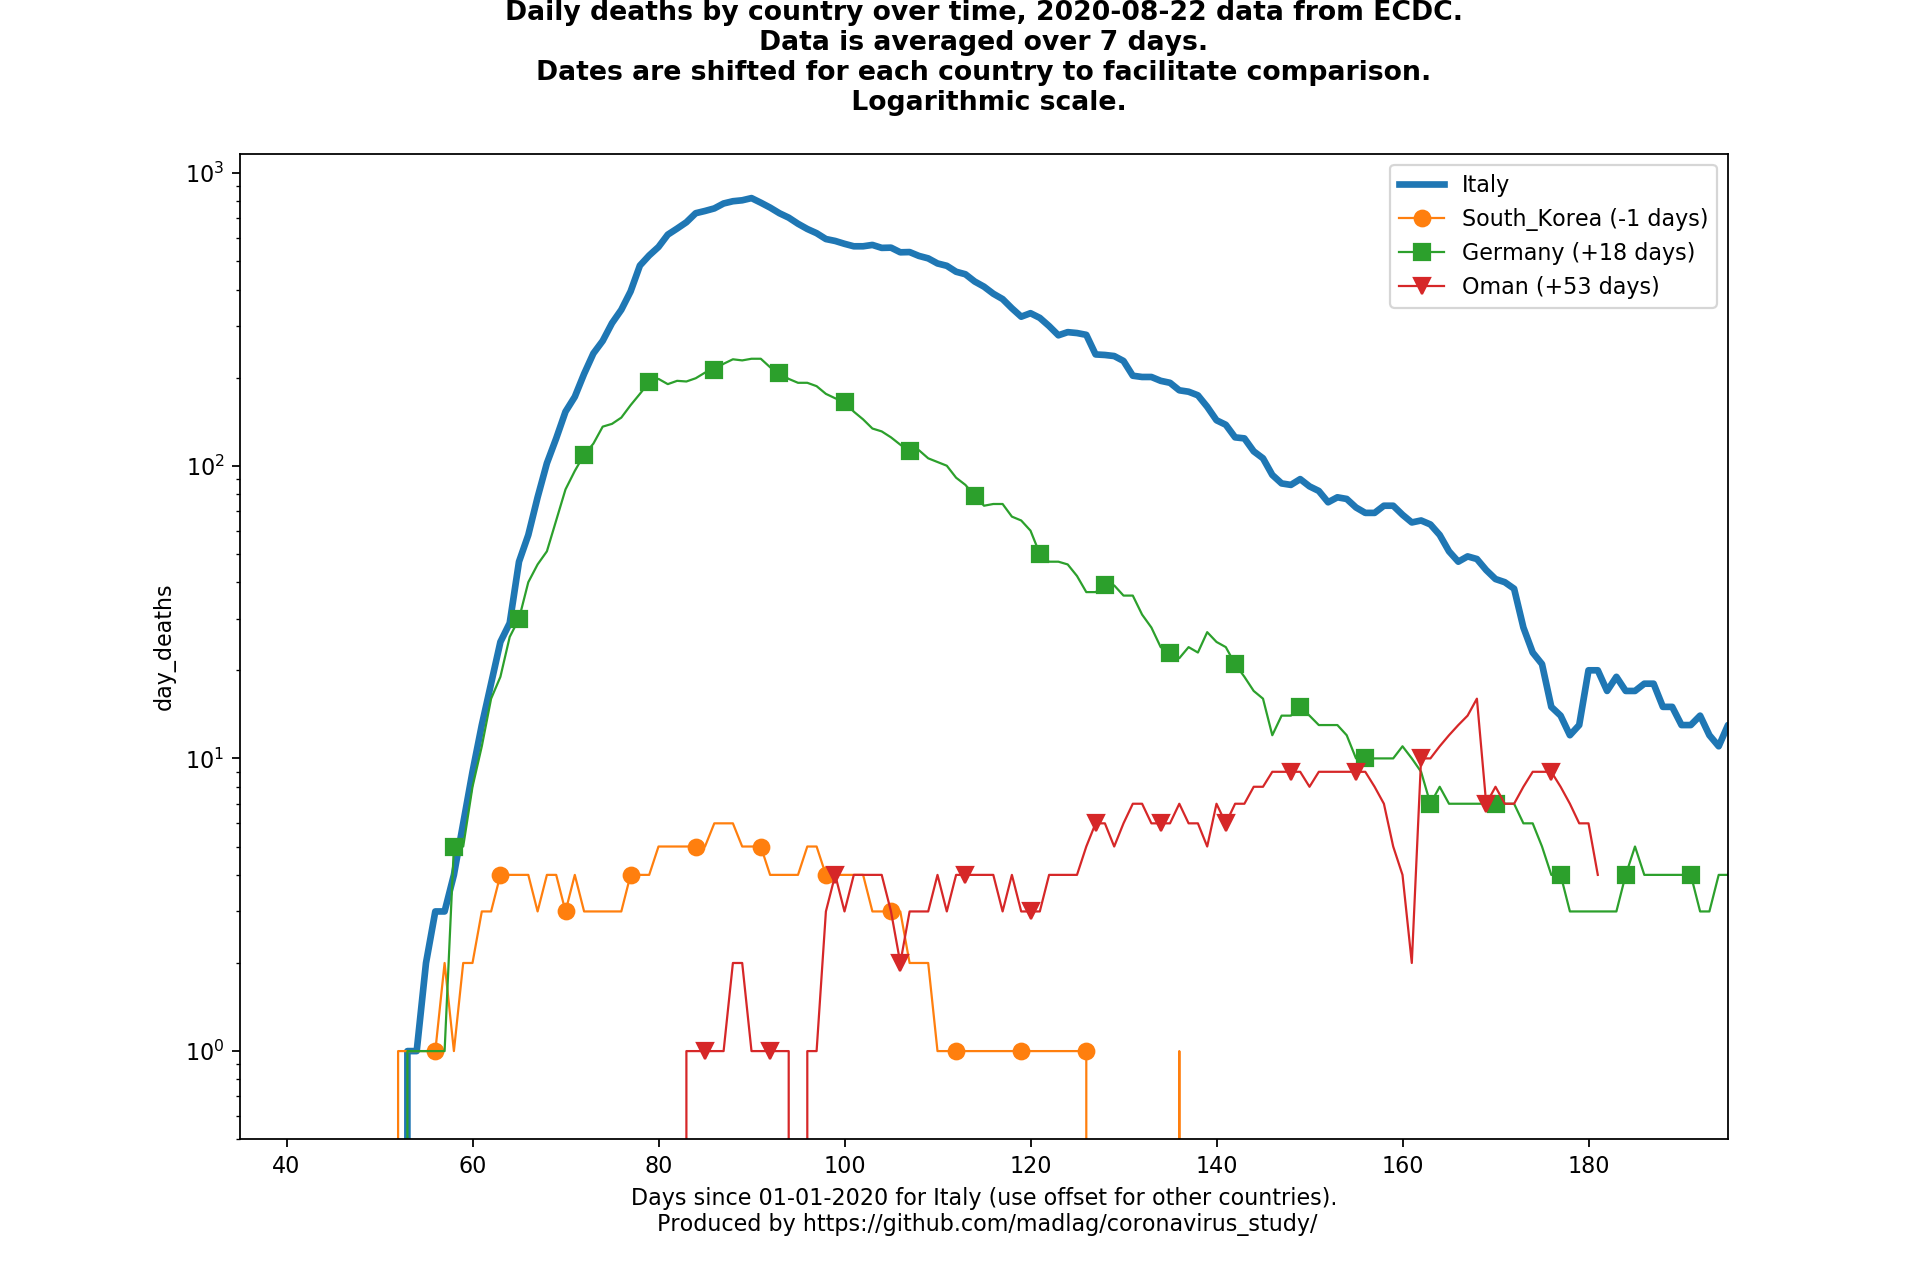 Daily deaths by country over time, 2020-08-22 data from ECDC.
Data is averaged over 7 days.
Dates are shifted for each country to facilitate comparison.
Logarithmic scale.
10³
10²
10¹
10⁰
day_deaths
Italy
South_Korea (-1 days)
Germany (+18 days)
Oman (+53 days)
40 60 80 100 120 140 160 180
Days since 01-01-2020 for Italy (use offset for other countries).
Produced by https://github.com/madlag/coronavirus_study/